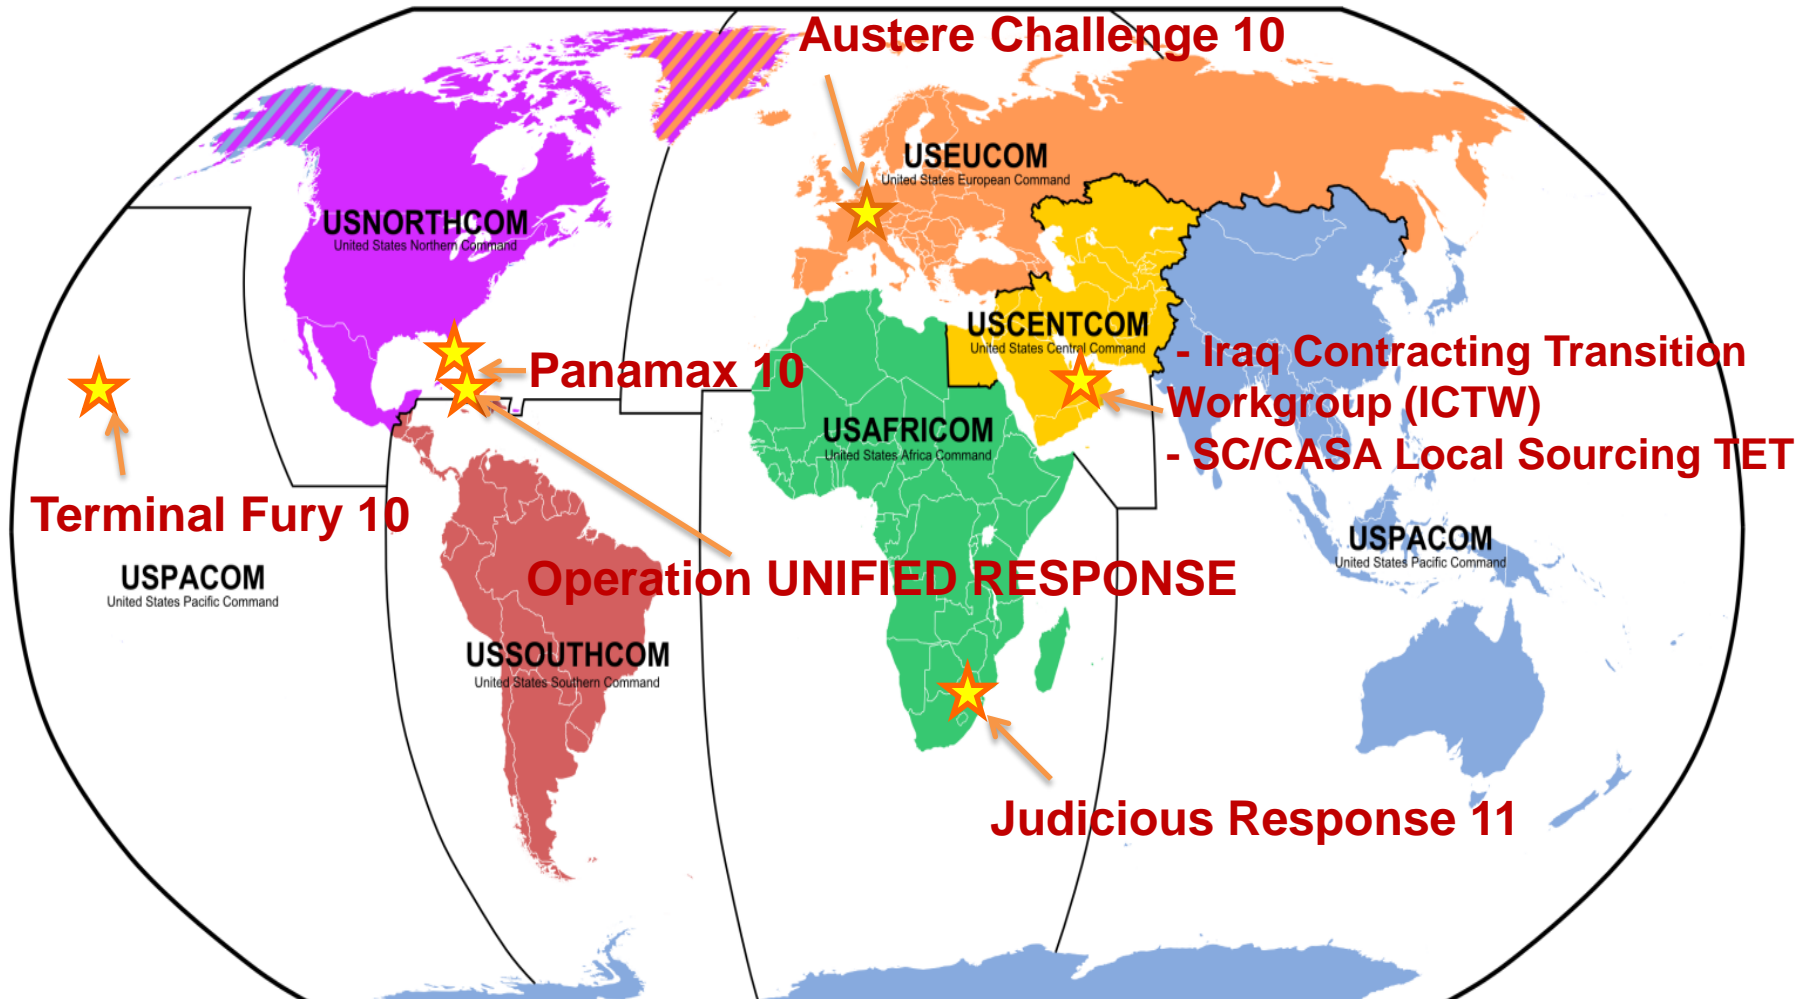 Austere Challenge 10
USEUCOM
United States European Command
USNORTHCOM
United States Northern Command
USCENTCOM
United States Central Command
- Iraq Contracting Transition
Workgroup (ICTW)
- SC/CASA Local Sourcing TET
Panamax 10
USAFRICOM
United States Africa Command
Terminal Fury 10
USPACOM
United States Pacific Command
USPACOM
United States Pacific Command
Operation UNIFIED RESPONSE
USSOUTHCOM
United States Southern Command
Judicious Response 11